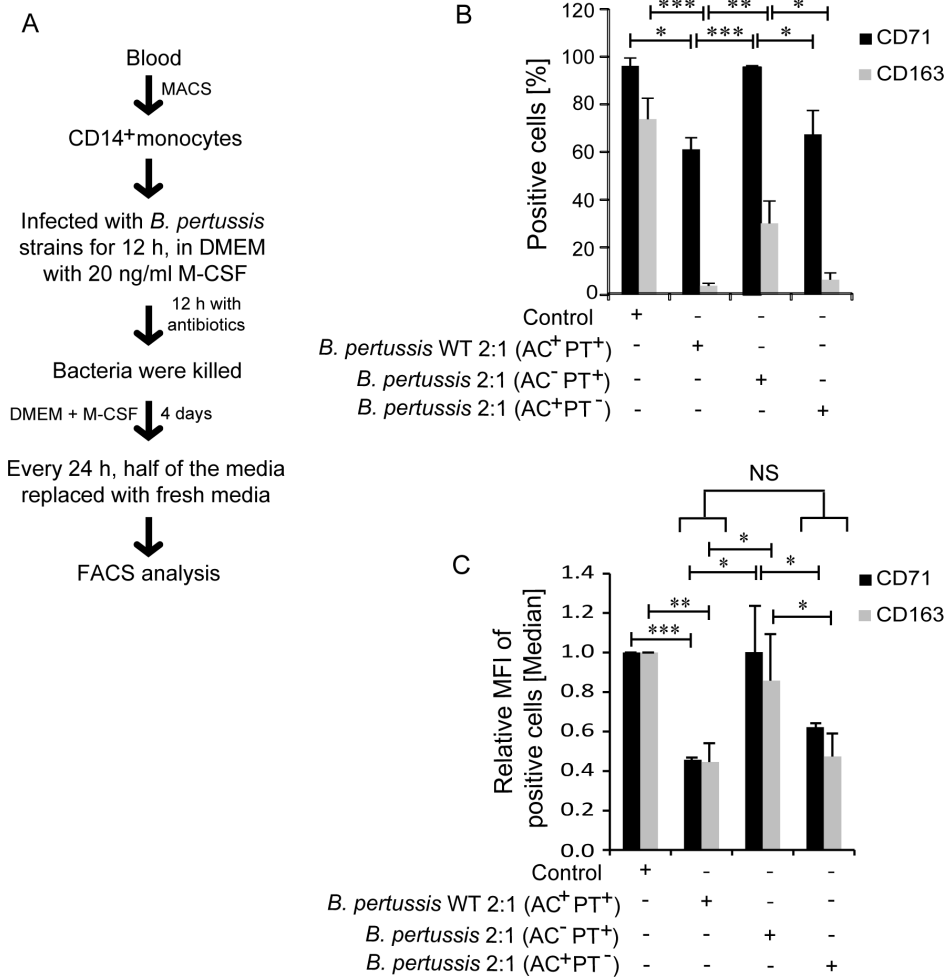 A
Blood
MACS
CD14+ monocytes
Infected with B. pertussis
strains for 12 h, in DMEM
with 20 ng/ml M-CSF
12 h with
antibiotics
Bacteria were killed
DMEM + M-CSF 4 days
Every 24 h, half of the media
replaced with fresh media
FACS analysis
B
*** ** *
* *** *
CD71
CD163
Positive cells [%]
120
100
80
60
40
20
0
Control + - - -
B. pertussis WT 2:1 (AC+ PT+) - + - -
B. pertussis 2:1 (AC- PT+) - - + -
B. pertussis 2:1 (AC+PT-) - - - +
C
NS
*
* *
** *
***
CD71
CD163
Relative MFI of
positive cells [Median]
1.4
1.2
1.0
0.8
0.6
0.4
0.2
0.0
Control + - - -
B. pertussis WT 2:1 (AC+ PT+) - + - -
B. pertussis 2:1 (AC- PT+) - - + -
B. pertussis 2:1 (AC+PT-) - - - +